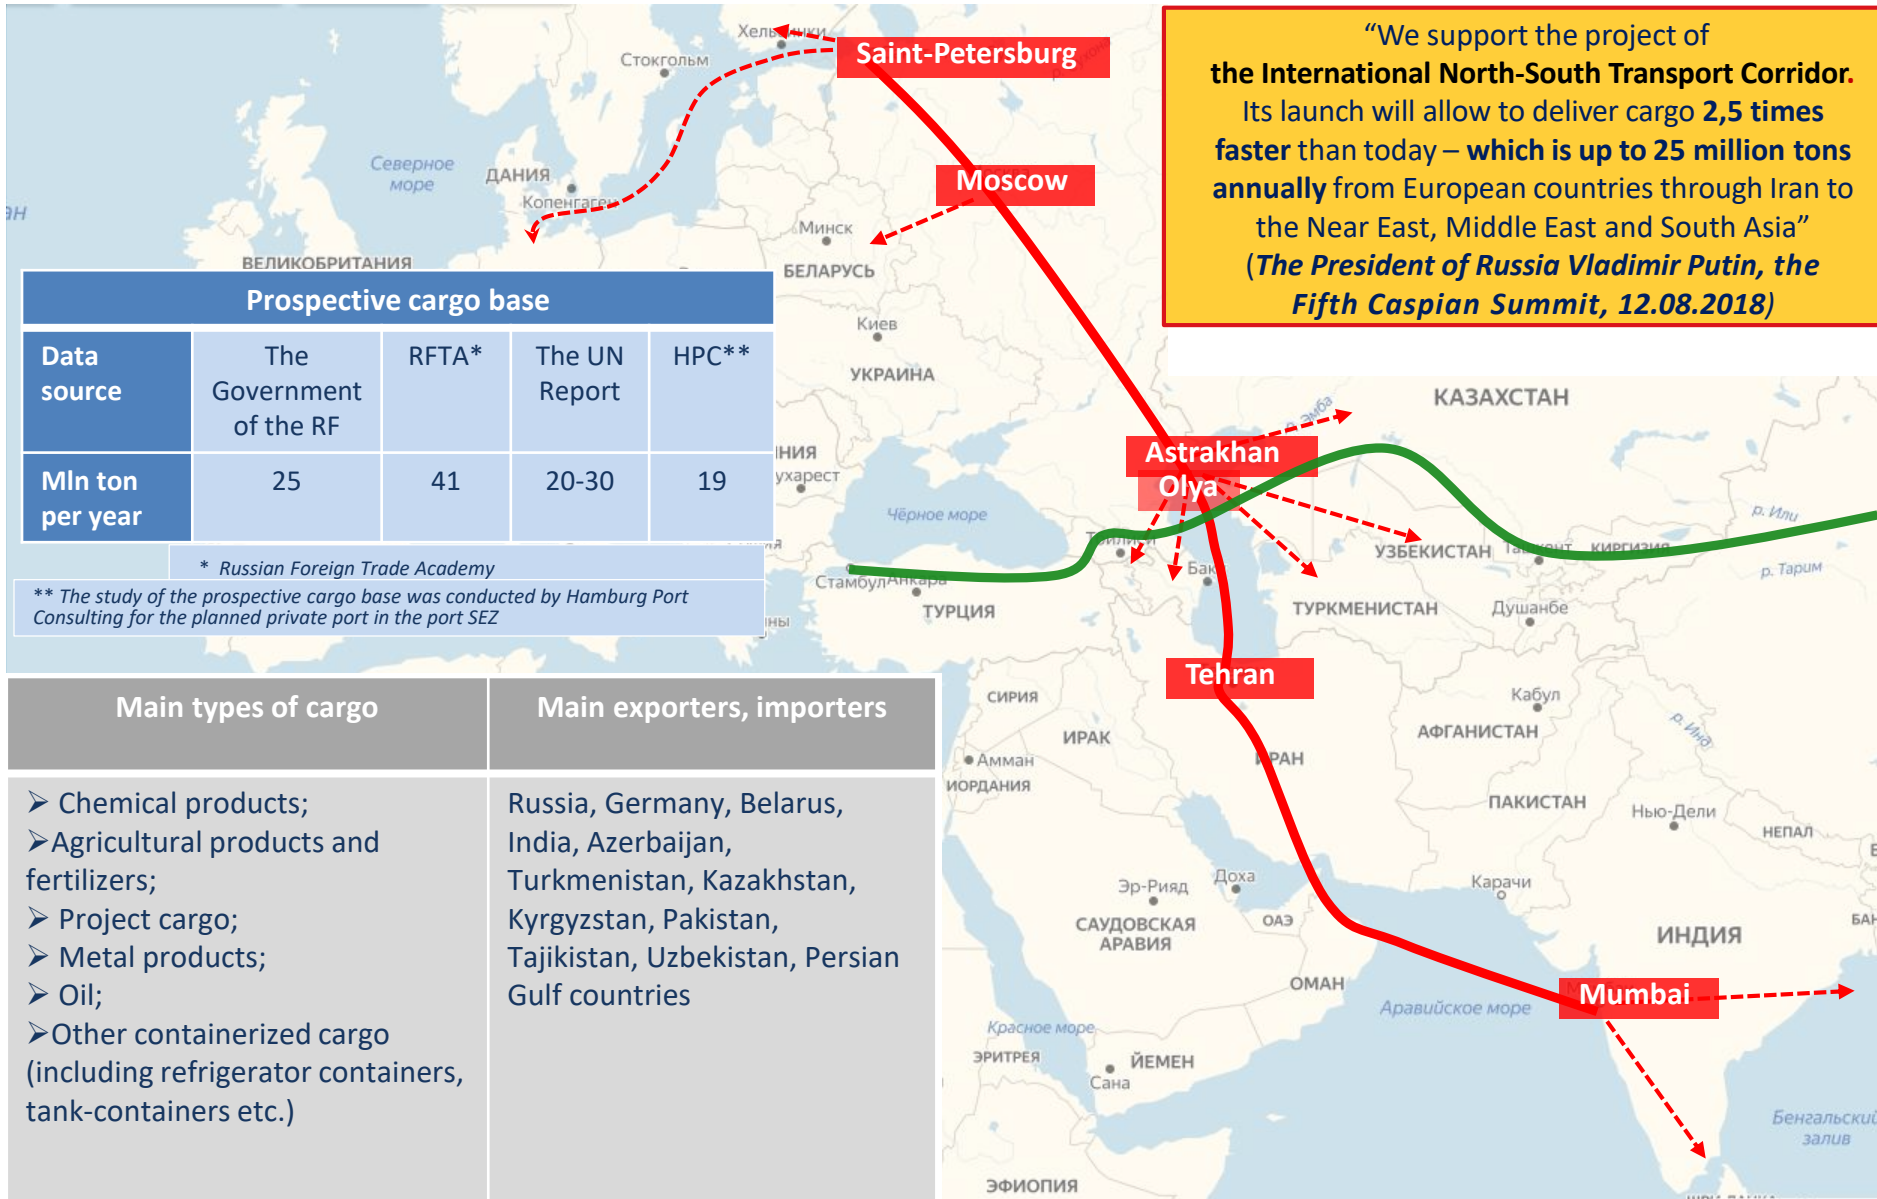 “We support the project of
the International North-South Transport Corridor.
Its launch will allow to deliver cargo 2,5 times
faster than today – which is up to 25 million tons
annually from European countries through Iran to
the Near East, Middle East and South Asia”
(The President of Russia Vladimir Putin, the
Fifth Caspian Summit, 12.08.2018)
Saint-Petersburg
Стокгольм
Moscow
Северное
море
ДАНИЯ
Копенгаген
Минск
БЕЛАРУСЬ
ВЕЛИКОБРИТАНИЯ
Киев
УКРАИНА
КАЗАХСТАН
р. Эмба
Prospective cargo base
Data
source
The
Government
of the RF
RFTA*
The UN
Report
HPC**
Mln ton
per year
25
41
20-30
19
* Russian Foreign Trade Academy
** The study of the prospective cargo base was conducted by Hamburg Port
Consulting for the planned private port in the port SEZ
Astrakhan
Olya
Чёрное море
р. Или
УЗБЕКИСТАН
КИРГИЗИЯ
р. Тарим
Стамбул
Анкара
ТУРЦИЯ
Баку
ТУРКМЕНИСТАН
Душанбе
Tehran
СИРИЯ
ИРАК
Амман
ИОРДАНИЯ
ИРАН
Кабул
АФГАНИСТАН
р. Инд
ПАКИСТАН
Нью-Дели
НЕПАЛ
Эр-Рияд
Доха
САУДОВСКАЯ
АРАВИЯ
ОАЭ
Карачи
ИНДИЯ
ОМАН
Аравийское море
Mumbai
Красное море
ЭРИТРЕЯ
ЙЕМЕН
Сана
Бенгальский
залив
ЭФИОПИЯ
Main types of cargo
Main exporters, importers
➢ Chemical products;
➢Agricultural products and
fertilizers;
➢ Project cargo;
➢ Metal products;
➢ Oil;
➢Other containerized cargo
(including refrigerator containers,
tank-containers etc.)
Russia, Germany, Belarus,
India, Azerbaijan,
Turkmenistan, Kazakhstan,
Kyrgyzstan, Pakistan,
Tajikistan, Uzbekistan, Persian
Gulf countries